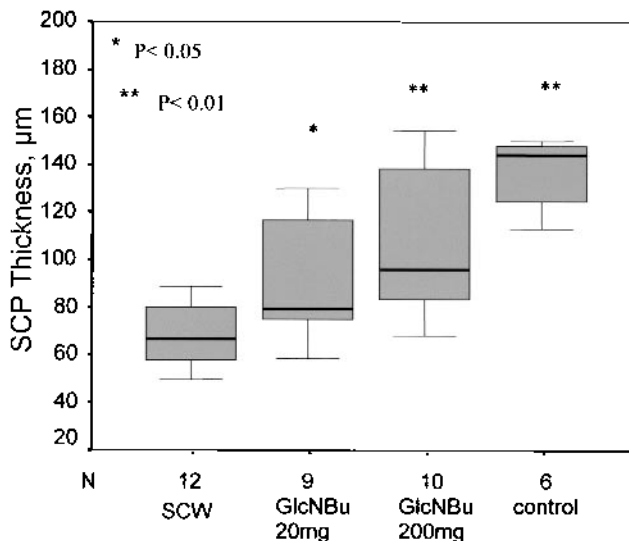 200
180
160
140
120
100
80
60
40
20
SCP Thickness, µm
* P< 0.05
** P< 0.01
*
**
**
N 12 9 10 6
SCW GlcNBu GlcNBu control
20mg 200mg